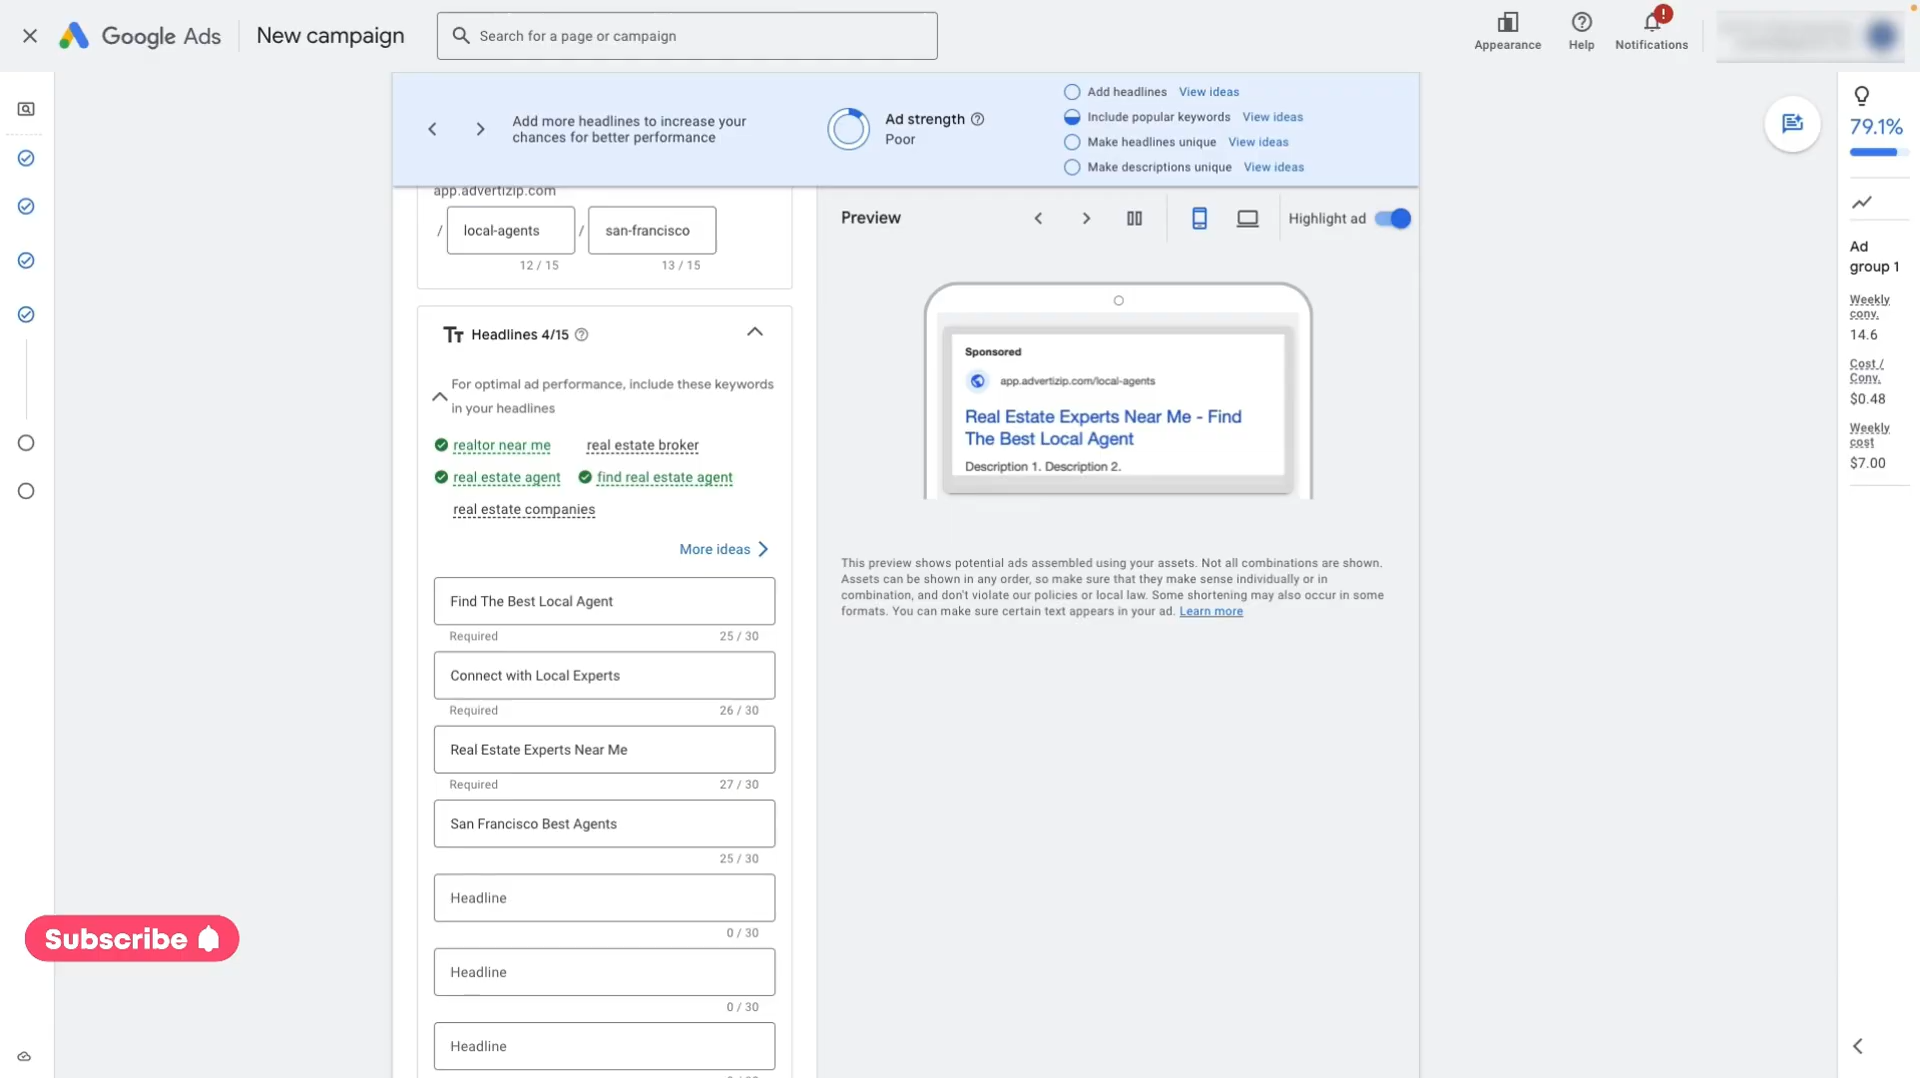 Google Ads
New campaign
Search for a page or campaign
Appearance
Help
!
Notifications
Add more headlines to increase your
chances for better performance
Ad strength
Poor
Add headlines View ideas
Include popular keywords View ideas
Make headlines unique View ideas
Make descriptions unique View ideas
79.1%
app.advertizip.com
/ local-agents / san-francisco
12 / 15 13 / 15
Preview
Highlight ad
Headlines 4/15
For optimal ad performance, include these keywords
in your headlines
realtor near me real estate broker
real estate agent find real estate agent
real estate companies
More ideas
Find The Best Local Agent
Required 25 / 30
Connect with Local Experts
Required 26 / 30
Real Estate Experts Near Me
Required 27 / 30
San Francisco Best Agents
25 / 30
Headline
0 / 30
Headline
0 / 30
Headline
Sponsored
app.advertizip.com/local-agents
Real Estate Experts Near Me - Find
The Best Local Agent
Description 1. Description 2.
This preview shows potential ads assembled using your assets. Not all combinations are shown.
Assets can be shown in any order, so make sure that they make sense individually or in
combination, and don't violate our policies or local law. Some shortening may also occur in some
formats. You can make sure certain text appears in your ad. Learn more
Ad
group 1
Weekly
conv.
14.6
Cost /
Conv.
$0.48
Weekly
cost
$7.00
Subscribe